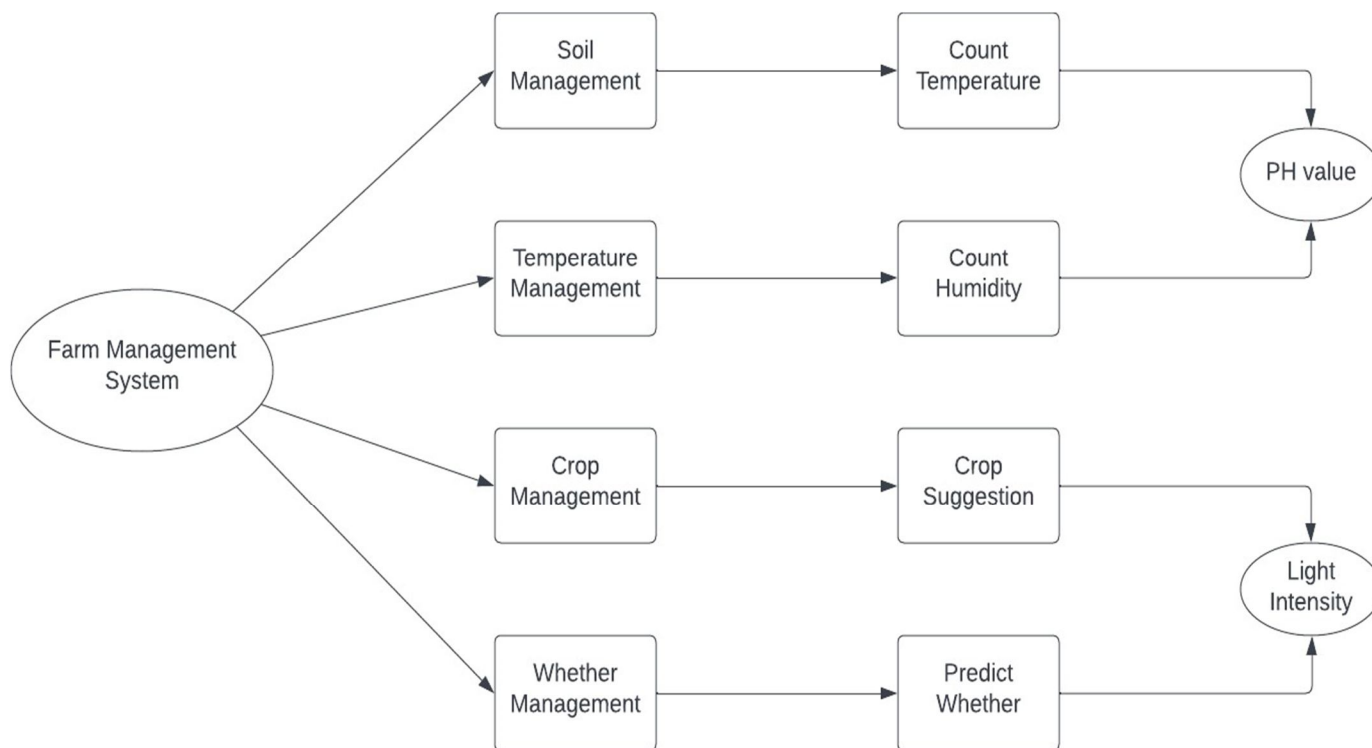 Soil
Management
Count
Temperature
PH value
Temperature
Management
Count
Humidity
Farm Management
System
Crop
Management
Crop
Suggestion
Light
Intensity
Whether
Management
Predict
Whether